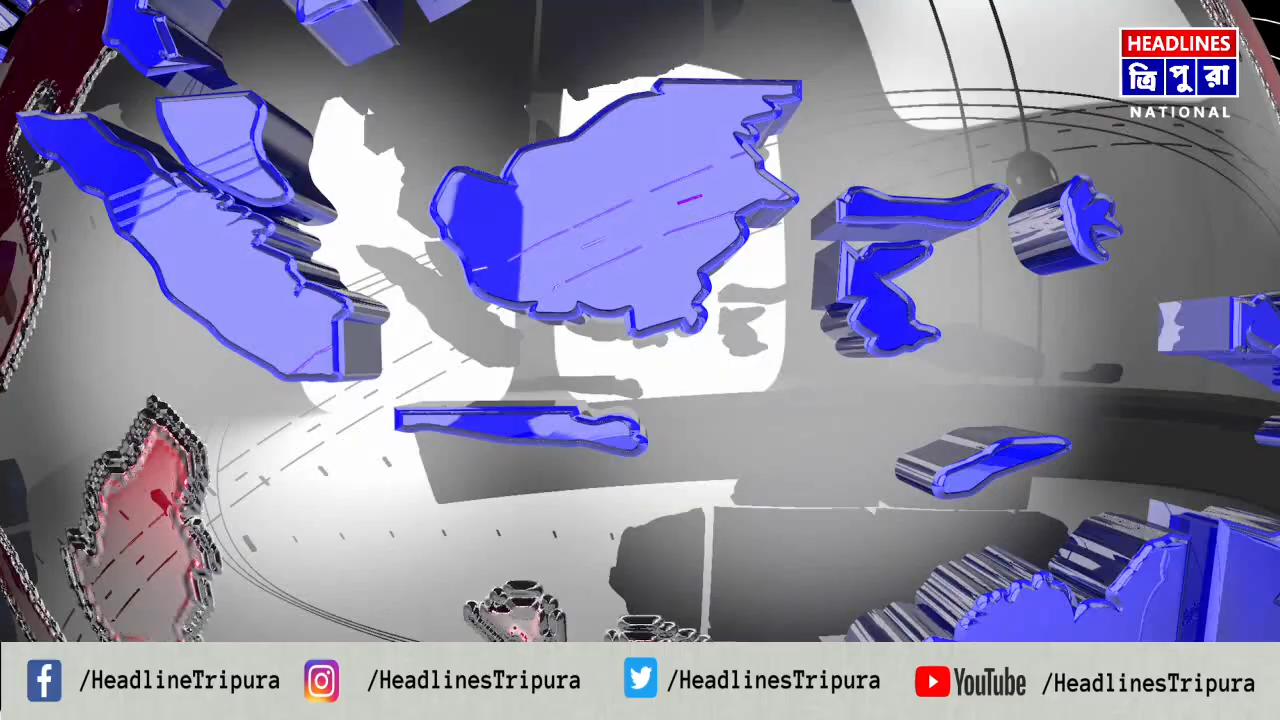 HEADLINES
ত্রি পু রা
NATIONAL
/HeadlineTripura /HeadlinesTripura /HeadlinesTripura YouTube /HeadlinesTripura